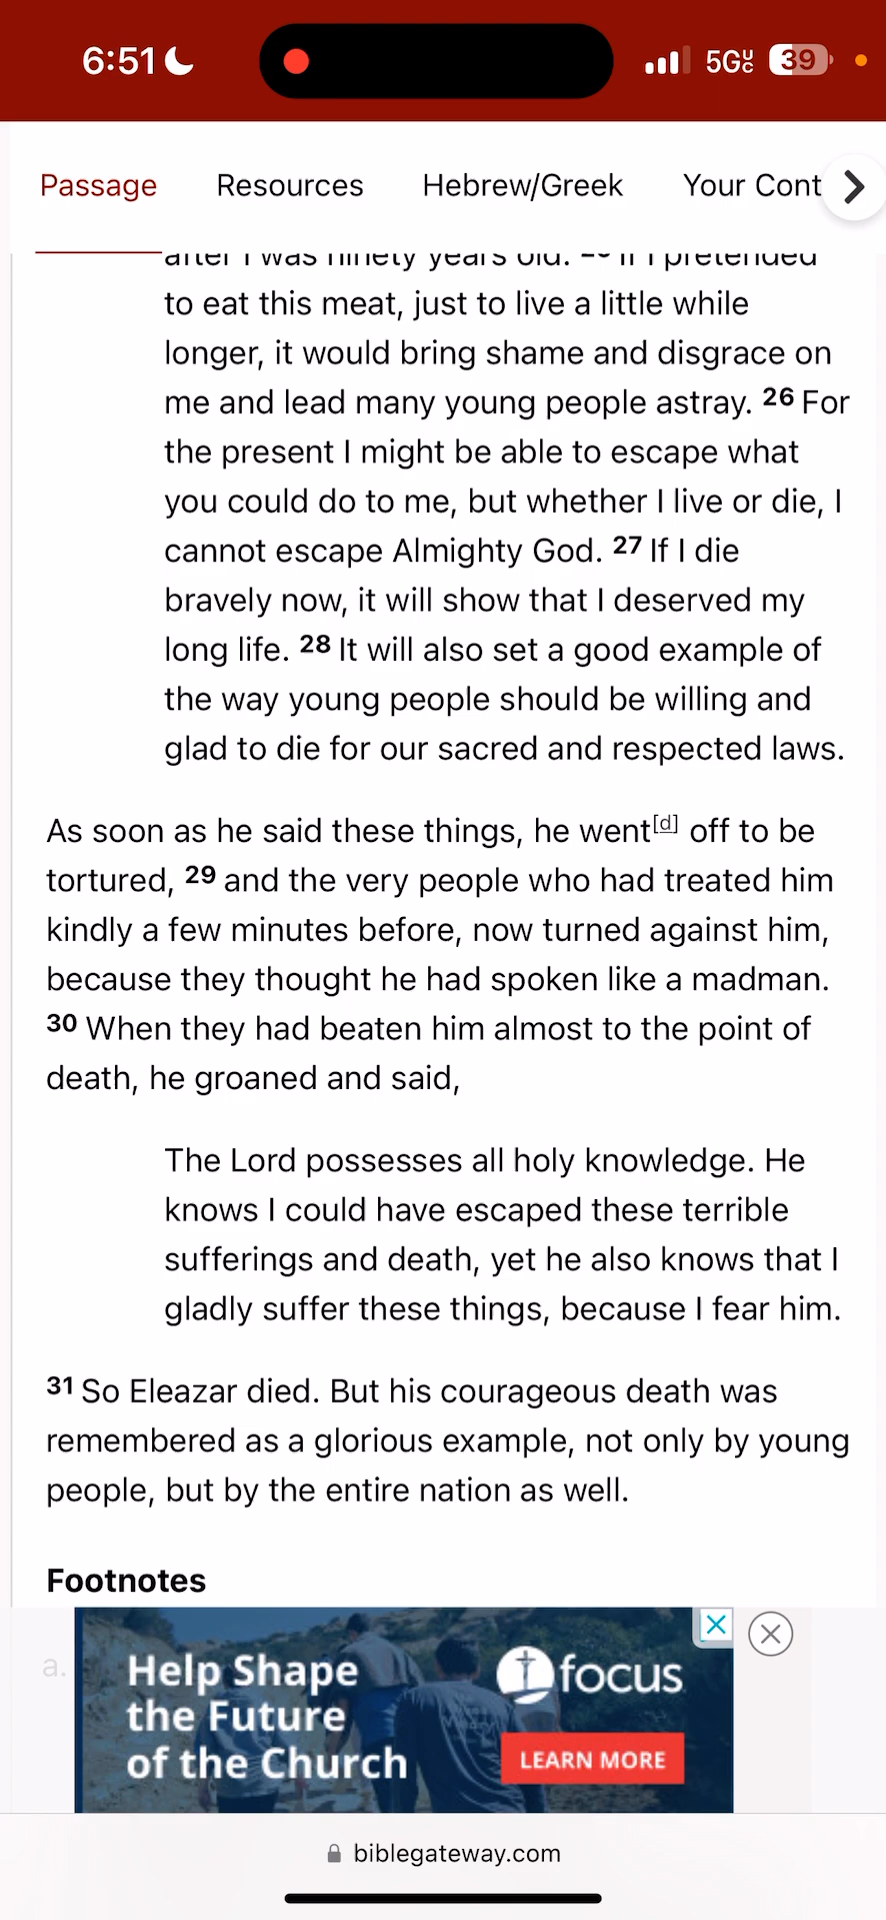 6:51
5GUC 39
Passage Resources Hebrew/Greek Your Cont
after I was ninety years old. 25 If I pretended
to eat this meat, just to live a little while
longer, it would bring shame and disgrace on
me and lead many young people astray. 26 For
the present I might be able to escape what
you could do to me, but whether I live or die, I
cannot escape Almighty God. 27 If I die
bravely now, it will show that I deserved my
long life. 28 It will also set a good example of
the way young people should be willing and
glad to die for our sacred and respected laws.
As soon as he said these things, he went[d] off to be
tortured, 29 and the very people who had treated him
kindly a few minutes before, now turned against him,
because they thought he had spoken like a madman.
30 When they had beaten him almost to the point of
death, he groaned and said,
The Lord possesses all holy knowledge. He
knows I could have escaped these terrible
sufferings and death, yet he also knows that I
gladly suffer these things, because I fear him.
31 So Eleazar died. But his courageous death was
remembered as a glorious example, not only by young
people, but by the entire nation as well.
Footnotes
a.
Help Shape
the Future
of the Church
focus
LEARN MORE
biblegateway.com